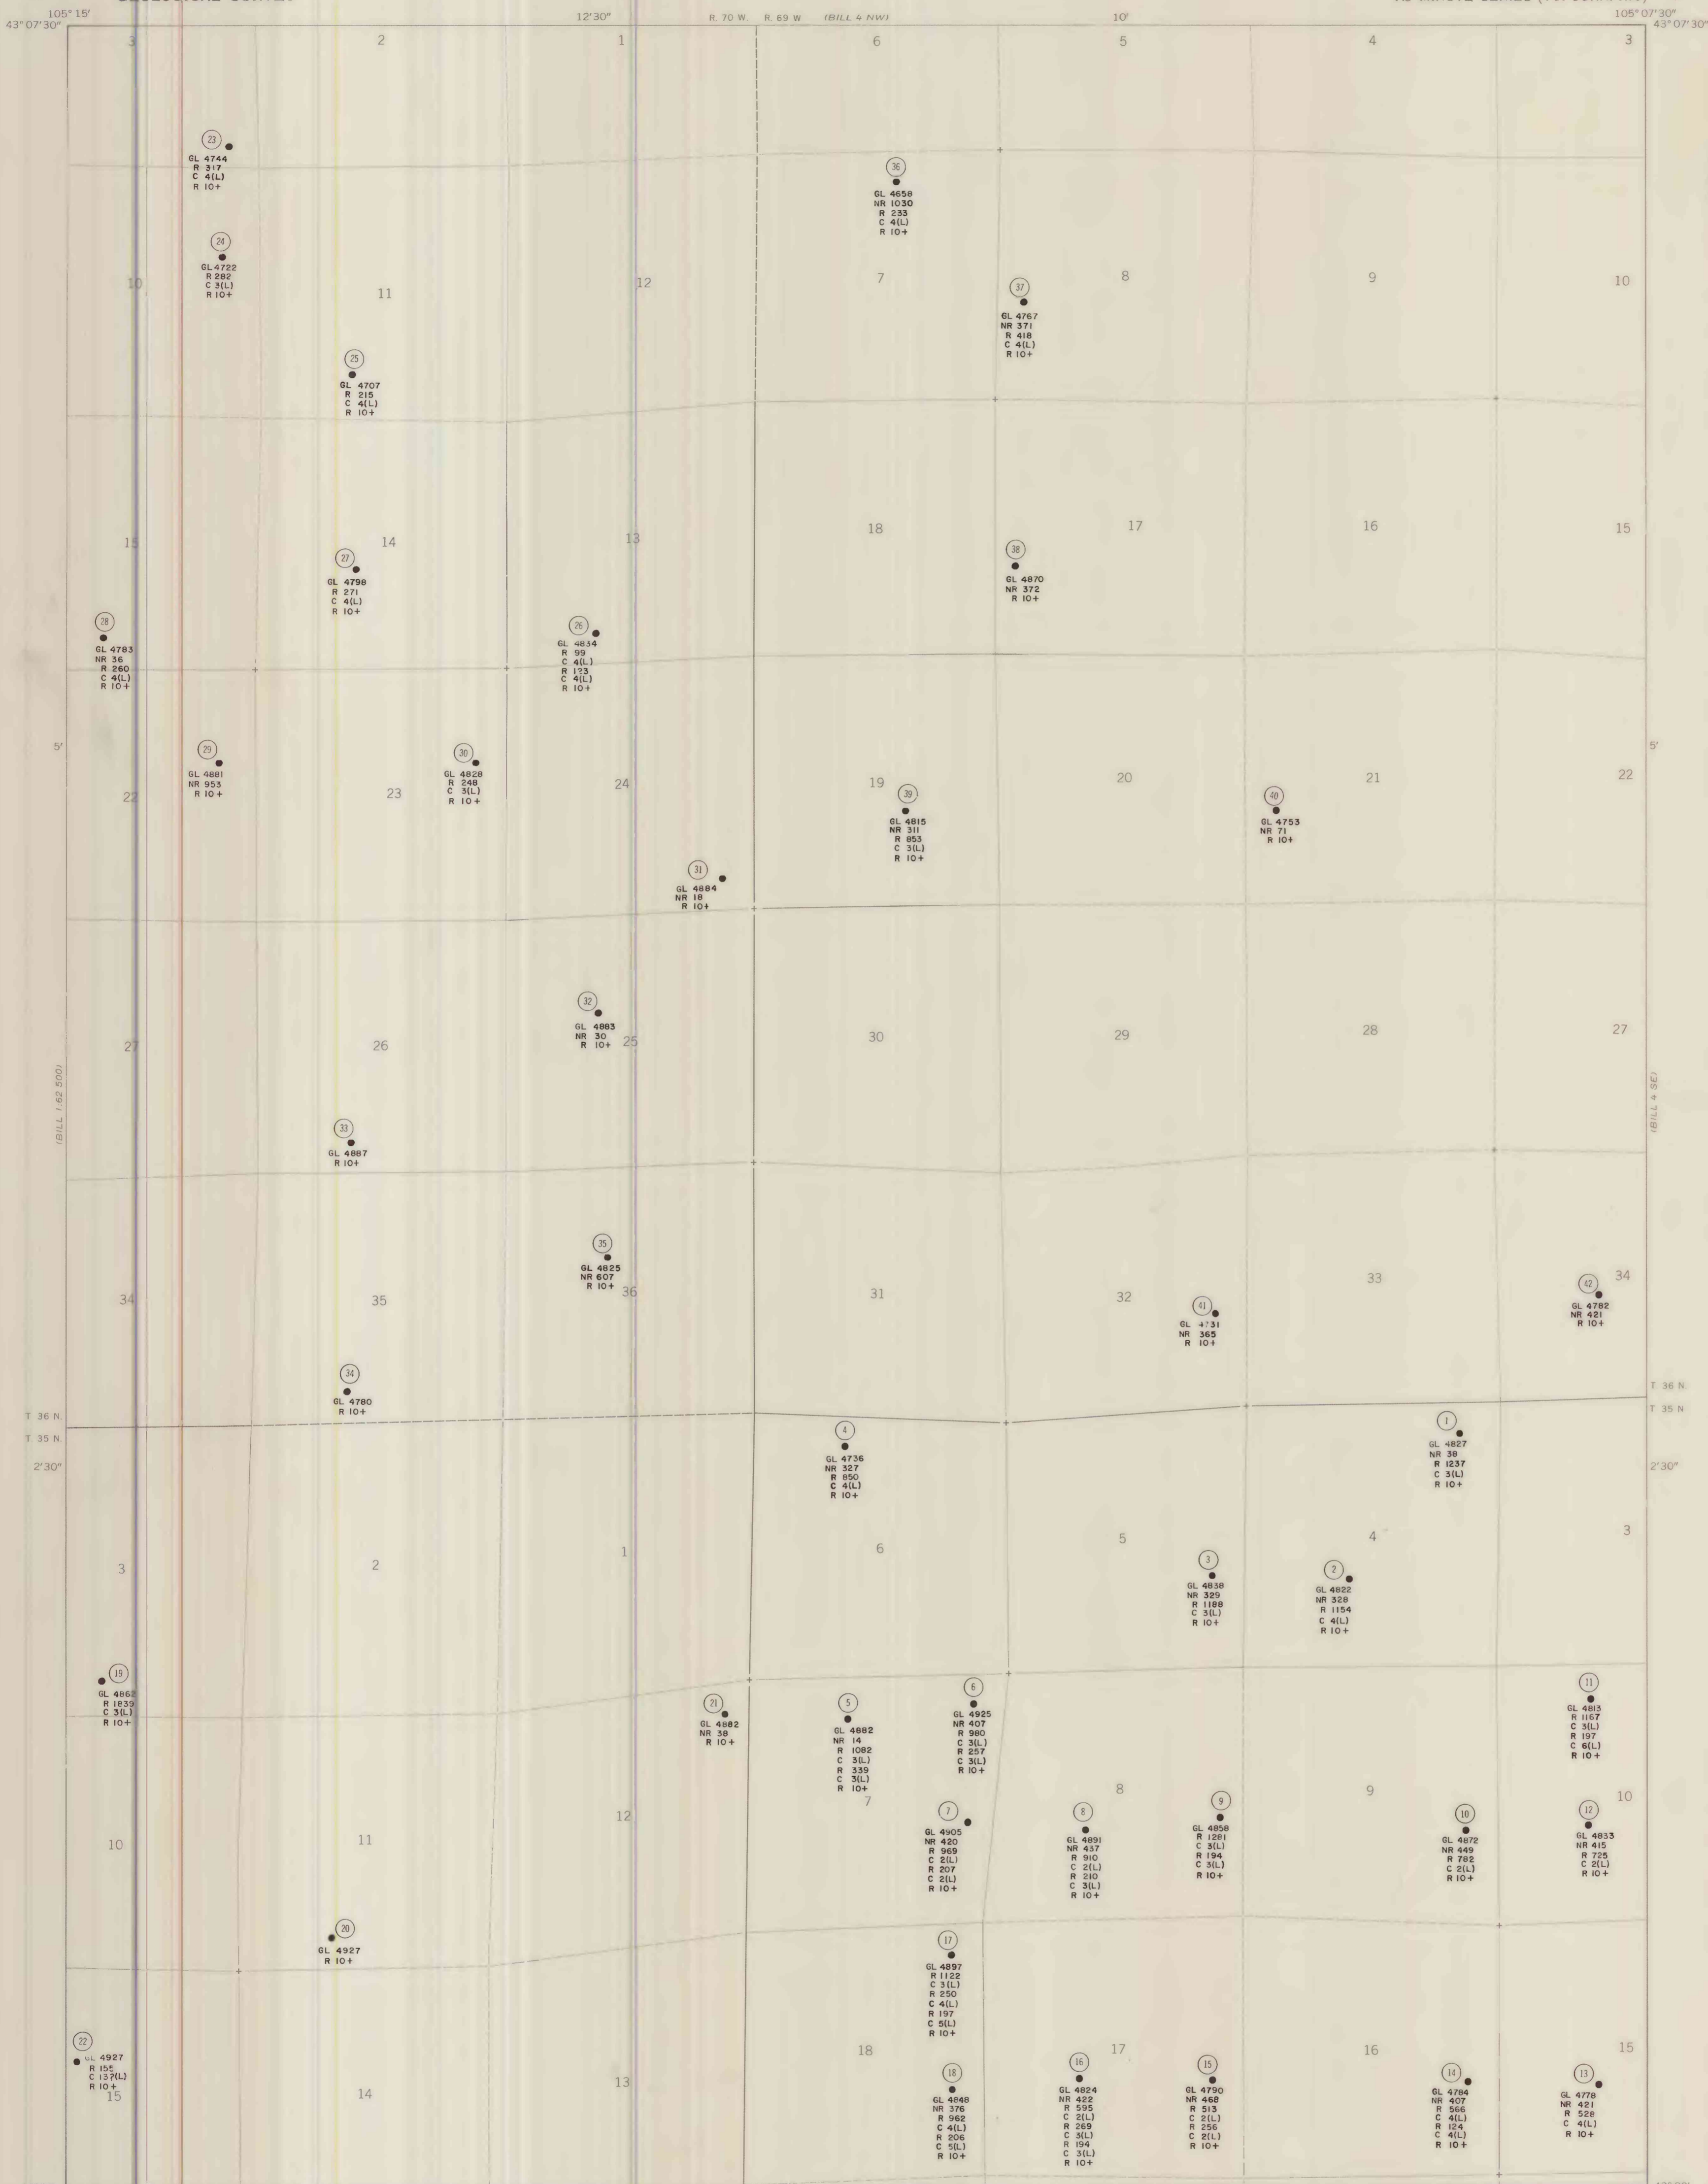 105° 15'
12'30"
R. 70 W. R. 69 W
(BILL 4 NW)
10'
105° 07'30"
43° 07'30"
43° 07'30"
3
2
1
6
5
4
3
23
GL 4744
R 317
C 4(L)
R 10+
36
GL 4658
NR 1030
R 233
C 4(L)
R 10+
24
GL 4722
R 282
C 3(L)
R 10+
10
11
12
7
8
9
10
37
GL 4767
NR 371
R 418
C 4(L)
R 10+
25
GL 4707
R 215
C 4(L)
R 10+
15
14
13
18
17
16
15
27
GL 4798
R 271
C 4(L)
R 10+
38
GL 4870
NR 372
R 10+
28
GL 4783
NR 36
R 260
C 4(L)
R 10+
26
GL 4834
R 99
C 4(L)
R
C 4(L)
R 10+
5'
5'
29
GL 4881
NR 953
R 10+
30
GL 4828
R 248
C 3(L)
R 10+
22
23
24
19
20
21
22
39
GL 4815
NR 311
R 853
C 3(L)
R 10+
40
GL 4753
NR 71
R 10+
31
GL 4884
NR 18
R 10+
32
GL 4883
NR 30
R 10+
27
26
25
30
29
28
27
(BILL 1:62 500)
(BILL 4 SE)
33
GL 4887
R 10+
35
GL 4825
NR 607
R 10+
34
35
36
31
32
33
34
41
GL
NR 365
R 10+
42
GL 4782
NR 421
R 10+
34
GL 4780
R 10+
T 36 N.
T. 35 N.
T 36 N.
T 35 N
2'30"
2'30"
4
GL 4736
NR 327
R 850
C 4(L)
R 10+
1
GL 4827
NR 38
R 1237
C 3(L)
R 10+
3
2
1
6
5
4
3
3
GL 4838
NR 329
R 1188
C 3(L)
R 10+
2
GL 4822
NR 328
R 1154
C 4(L)
R 10+
19
GL 4862
R 1839
C 3(L)
R 10+
21
GL 4882
NR 38
R 10+
5
GL 4882
NR 14
R 1082
C 3(L)
R 339
C 3(L)
R 10+
6
GL 4925
NR 407
R 980
C 3(L)
R 257
C 3(L)
R 10+
11
GL 4813
R 1167
C 3(L)
R 197
C 6(L)
R 10+
10
11
12
7
8
9
10
7
GL 4905
NR 420
R 969
C 2(L)
R 207
C 2(L)
R 10+
8
GL 4891
NR 437
R 910
C 2(L)
R 210
C 3(L)
R 10+
9
GL 4858
R 1281
C 3(L)
R 194
C 3(L)
R 10+
10
GL 4872
NR 449
R 782
C 2(L)
R 10+
12
GL 4833
NR 415
R 725
C 2(L)
R 10+
20
GL 4927
R 10+
17
GL 4897
R 1122
C 3(L)
R 250
C 4(L)
R 197
C 5(L)
R 10+
22
GL 4927
R 155
C 13?(L)
R 10+
15
14
13
18
17
16
15
18
GL 4848
NR 376
R 962
C 4(L)
R 206
C 5(L)
R 10+
16
GL 4824
NR 422
R 595
C 2(L)
R 269
C 3(L)
R 194
C 3(L)
R 10+
15
GL 4790
NR 468
R 513
C 2(L)
R 256
C 2(L)
R 10+
14
GL 4784
NR 407
R 566
C 4(L)
R 124
C 4(L)
R 10+
13
GL 4778
NR 421
R 528
C 4(L)
R 10+